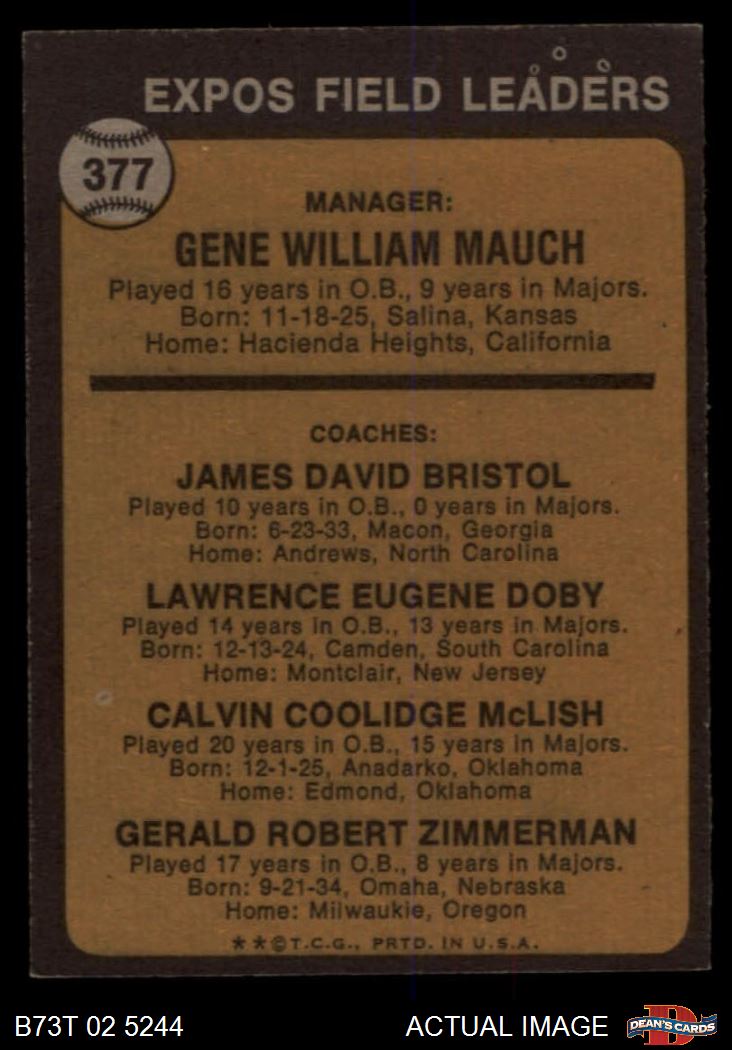 EXPOS FIELD LEADERS
377
MANAGER:
GENE WILLIAM MAUCH
Played 16 years in O.B., 9 years in Majors.
Born: 11-18-25, Salina, Kansas
Home: Hacienda Heights, California
COACHES:
JAMES DAVID BRISTOL
Played 10 years in O.B., 0 years in Majors.
Born: 6-23-33, Macon, Georgia
Home: Andrews, North Carolina
LAWRENCE EUGENE DOBY
Played 14 years in O.B., 13 years in Majors.
Born: 12-13-24, Camden, South Carolina
Home: Montclair, New Jersey
CALVIN COOLIDGE McLISH
Played 20 years in O.B., 15 years in Majors.
Born: 12-1-25, Anadarko, Oklahoma
Home: Edmond, Oklahoma
GERALD ROBERT ZIMMERMAN
Played 17 years in O.B., 8 years in Majors.
Born: 9-21-34, Omaha, Nebraska
Home: Milwaukie, Oregon
**©T.C.G., PRTD. IN U.S.A.
B73T 02 5244 ACTUAL IMAGE D DEAN'S CARDS